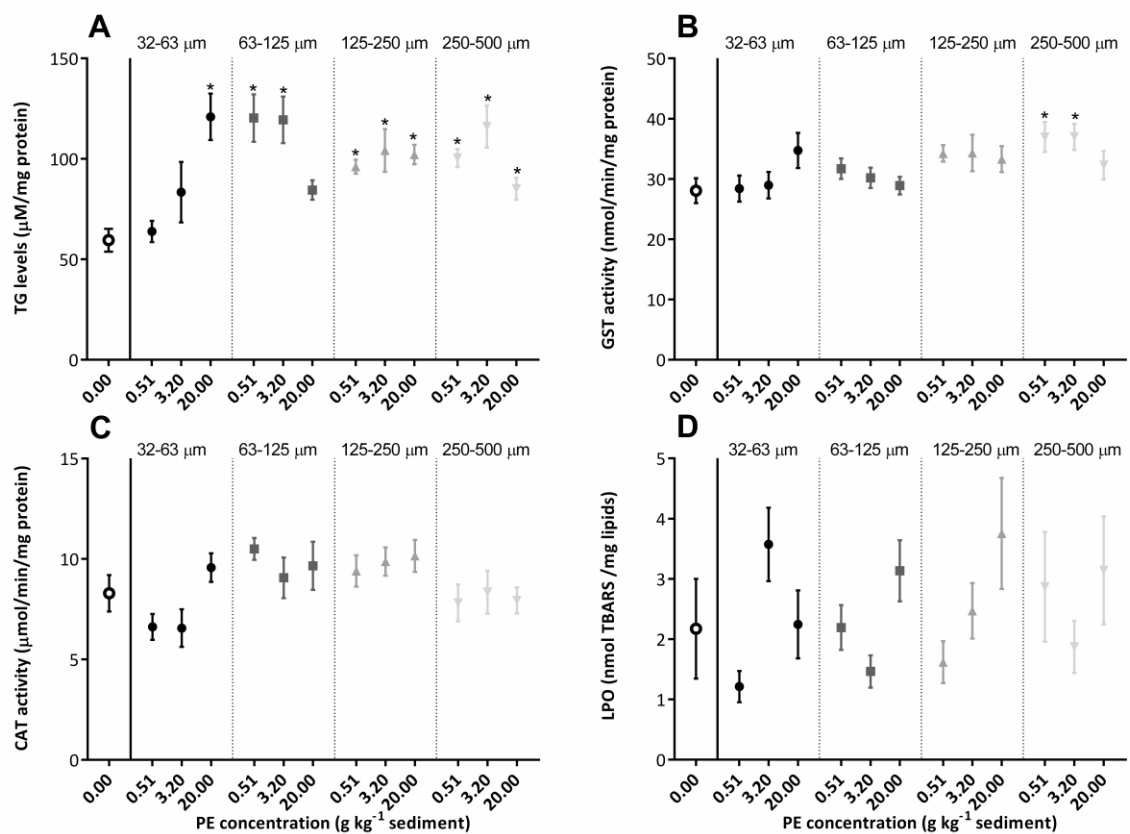 A
32-63 μm 63-125 μm 125-250 μm 250-500 μm
TG levels (μM/mg protein)
150
100
50
0
* * * * * * * * *
0.00 0.51 3.20 20.00 0.51 3.20 20.00 0.51 3.20 20.00 0.51 3.20 20.00
B
32-63 μm 63-125 μm 125-250 μm 250-500 μm
GST activity (nmol/min/mg protein)
50
40
30
20
10
0
* *
0.00 0.51 3.20 20.00 0.51 3.20 20.00 0.51 3.20 20.00 0.51 3.20 20.00
C
32-63 μm 63-125 μm 125-250 μm 250-500 μm
CAT activity (μmol/min/mg protein)
15
10
5
0
0.00 0.51 3.20 20.00 0.51 3.20 20.00 0.51 3.20 20.00 0.51 3.20 20.00
PE concentration (g kg⁻¹ sediment)
D
32-63 μm 63-125 μm 125-250 μm 250-500 μm
LPO (nmol TBARS /mg lipids)
5
4
3
2
1
0
0.00 0.51 3.20 20.00 0.51 3.20 20.00 0.51 3.20 20.00 0.51 3.20 20.00
PE concentration (g kg⁻¹ sediment)